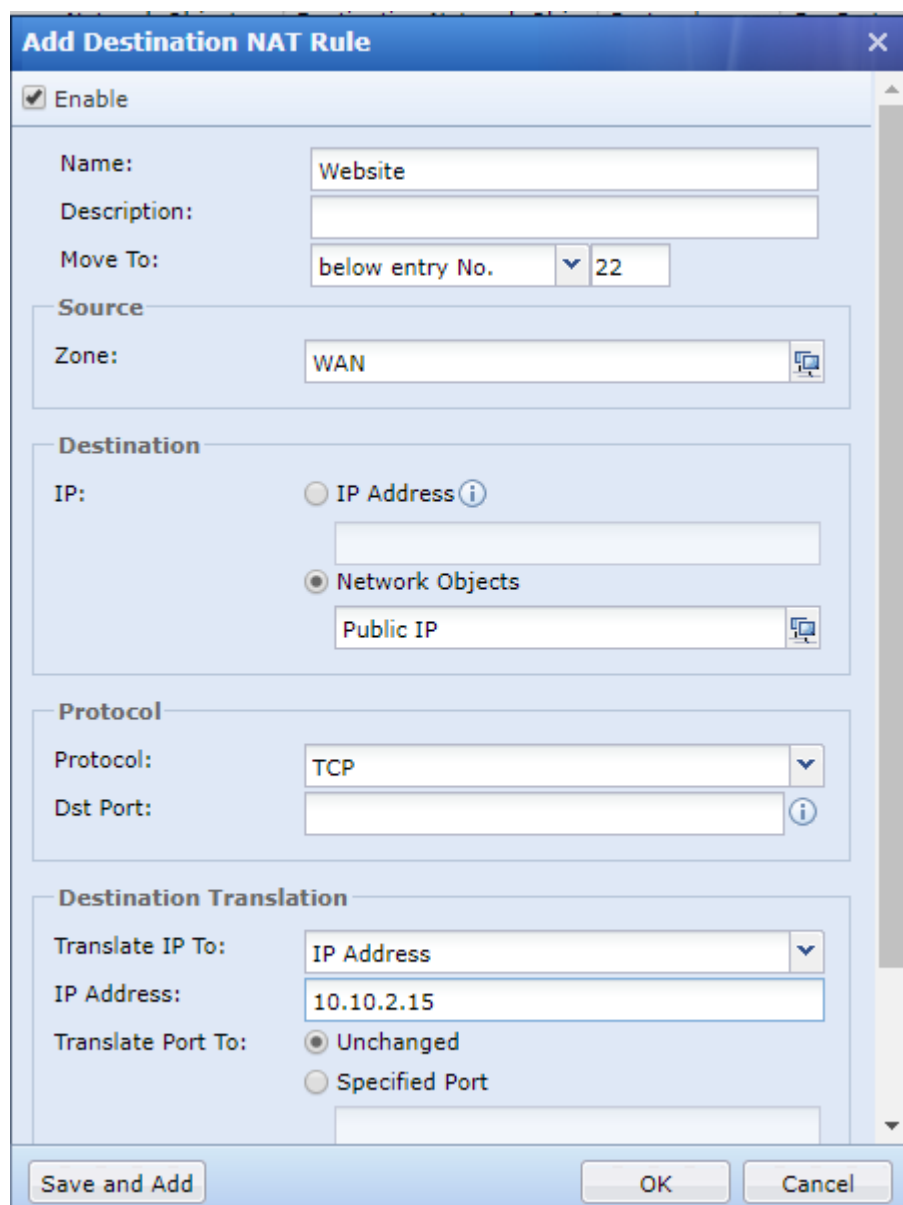 Add Destination NAT Rule
Enable
Name: Website
Description:
Move To: below entry No. 22
Source
Zone: WAN
Destination
IP: IP Address
Network Objects
Public IP
Protocol
Protocol: TCP
Dst Port:
Destination Translation
Translate IP To: IP Address
IP Address: 10.10.2.15
Translate Port To: Unchanged
Specified Port
Save and Add OK Cancel